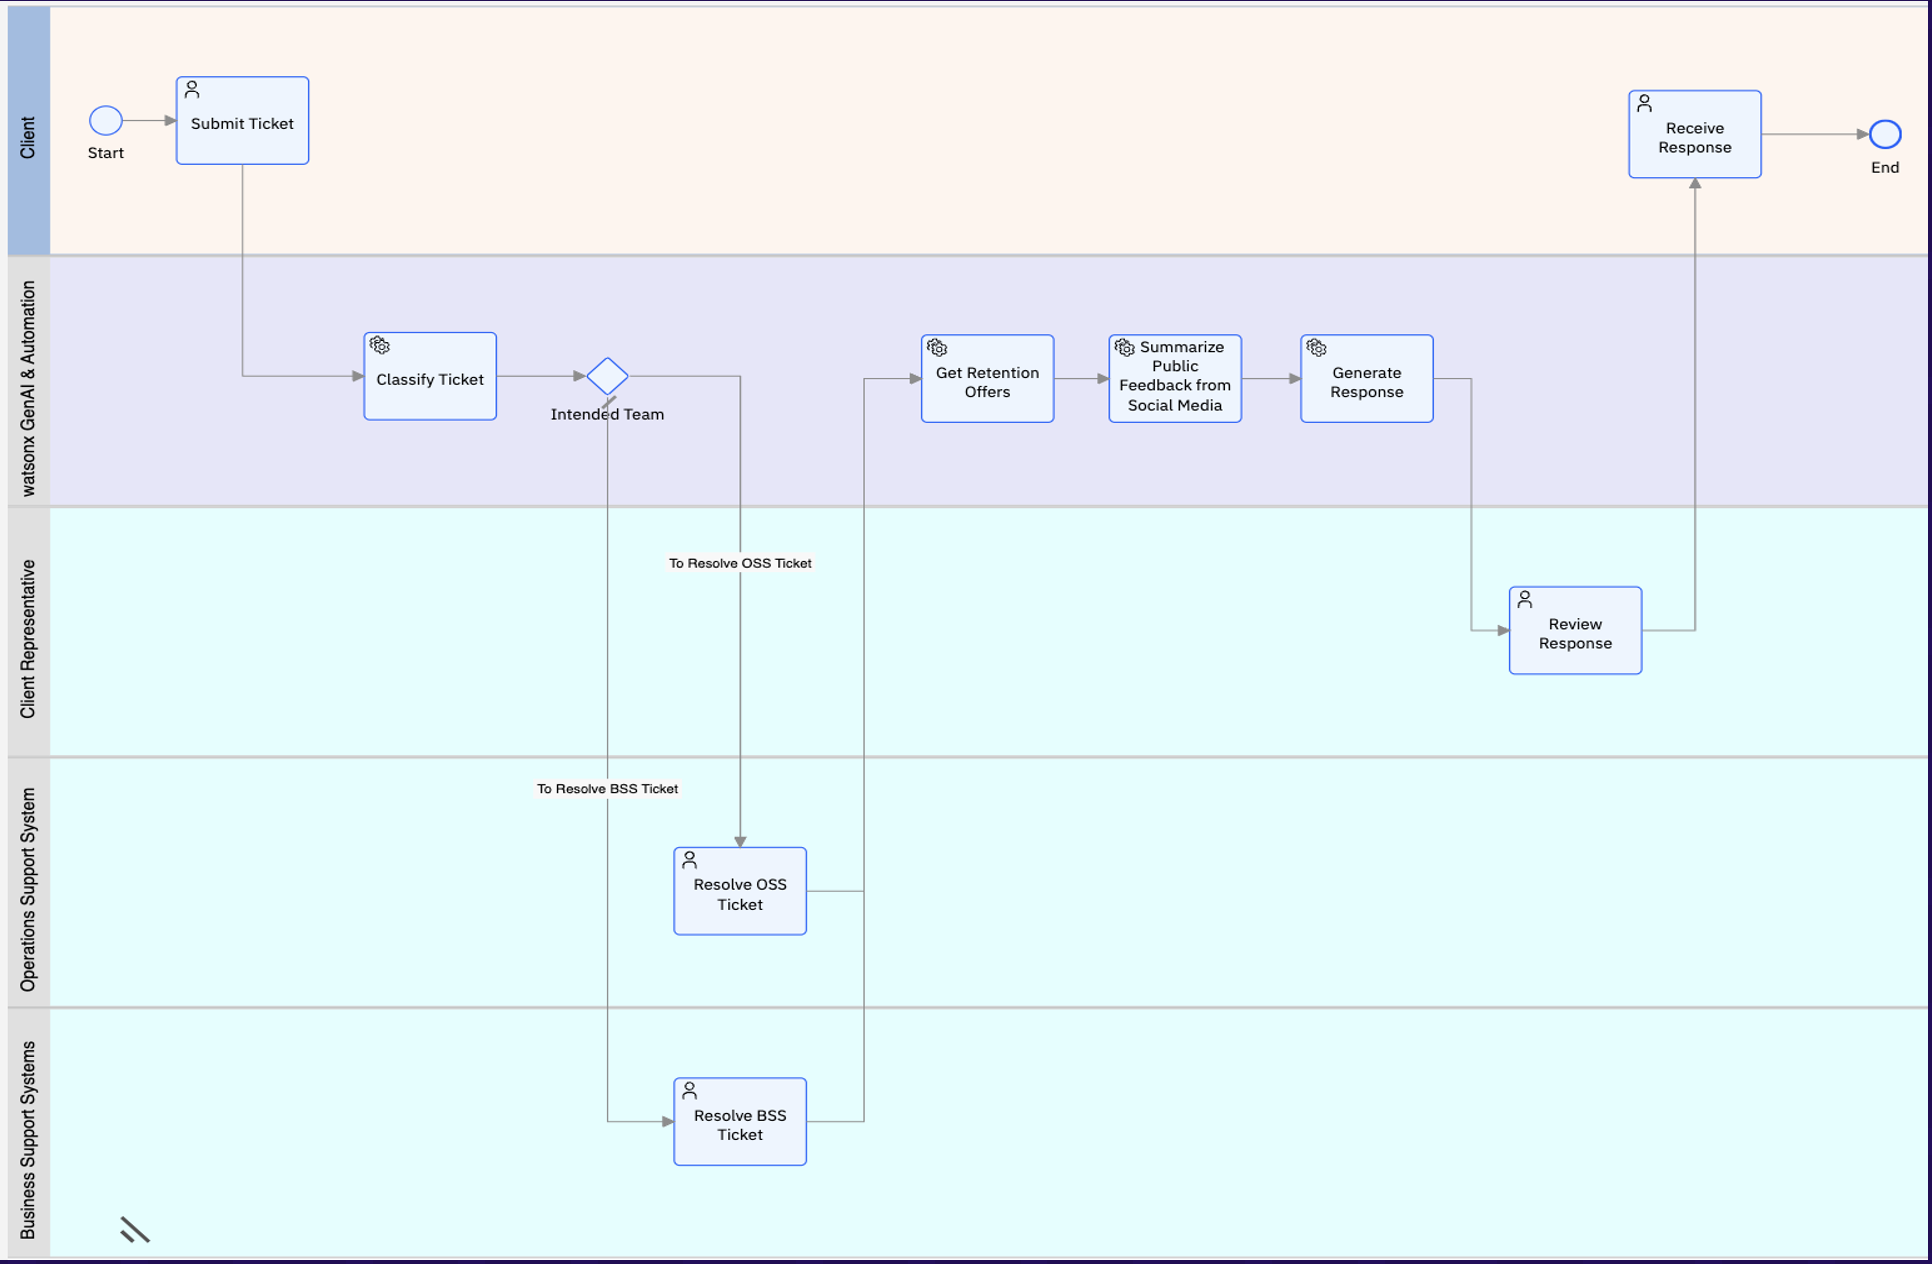 Client
Start
Submit Ticket
Receive
Response
End
watsonx GenAI & Automation
Classify Ticket
Intended Team
Get Retention
Offers
Summarize
Public
Feedback from
Social Media
Generate
Response
Client Representative
To Resolve OSS Ticket
Review
Response
Operations Support System
To Resolve BSS Ticket
Resolve OSS
Ticket
Business Support Systems
Resolve BSS
Ticket